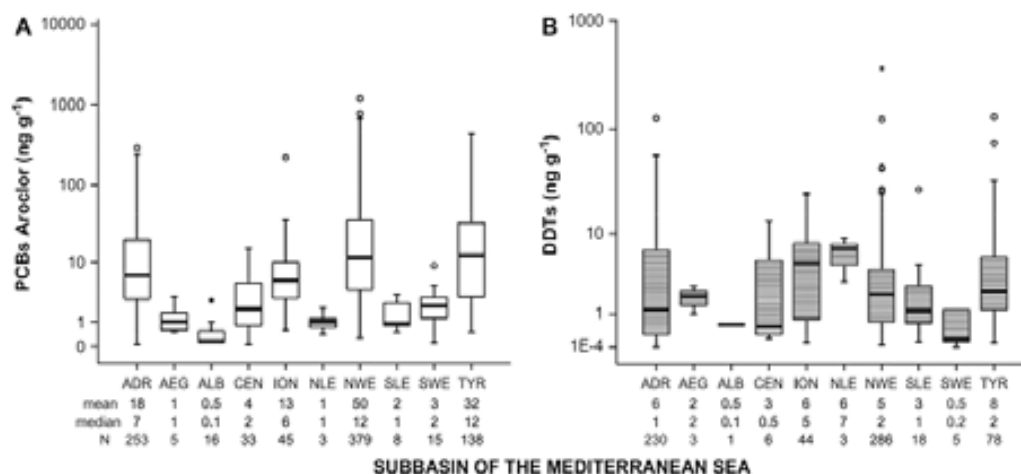 A
PCBs Aroclor (ng g⁻¹)
10000
1000
100
10
1
0
ADR AEG ALB CEN ION NLE NWE SLE SWE TYR
mean 18 1 0.5 4 13 1 50 2 3 32
median 7 1 0.1 2 6 1 12 1 2 12
N 253 5 16 33 45 3 379 8 15 138
B
DDTs (ng g⁻¹)
1000
100
10
1
1E-4
ADR AEG ALB CEN ION NLE NWE SLE SWE TYR
6 2 0.5 3 6 6 5 3 0.5 8
1 2 0.1 0.5 5 7 2 1 0.2 2
230 3 1 6 44 3 286 18 5 78
SUBBASIN OF THE MEDITERRANEAN SEA